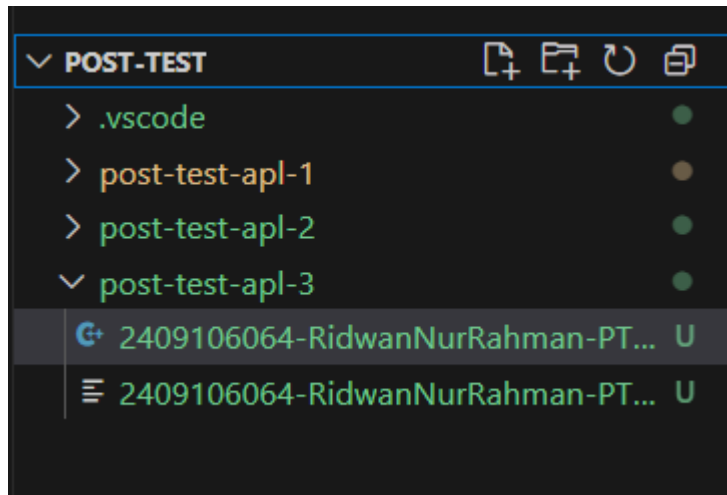 POST-TEST
.vscode
post-test-apl-1
post-test-apl-2
post-test-apl-3
2409106064-RidwanNurRahman-PT... U
2409106064-RidwanNurRahman-PT... U